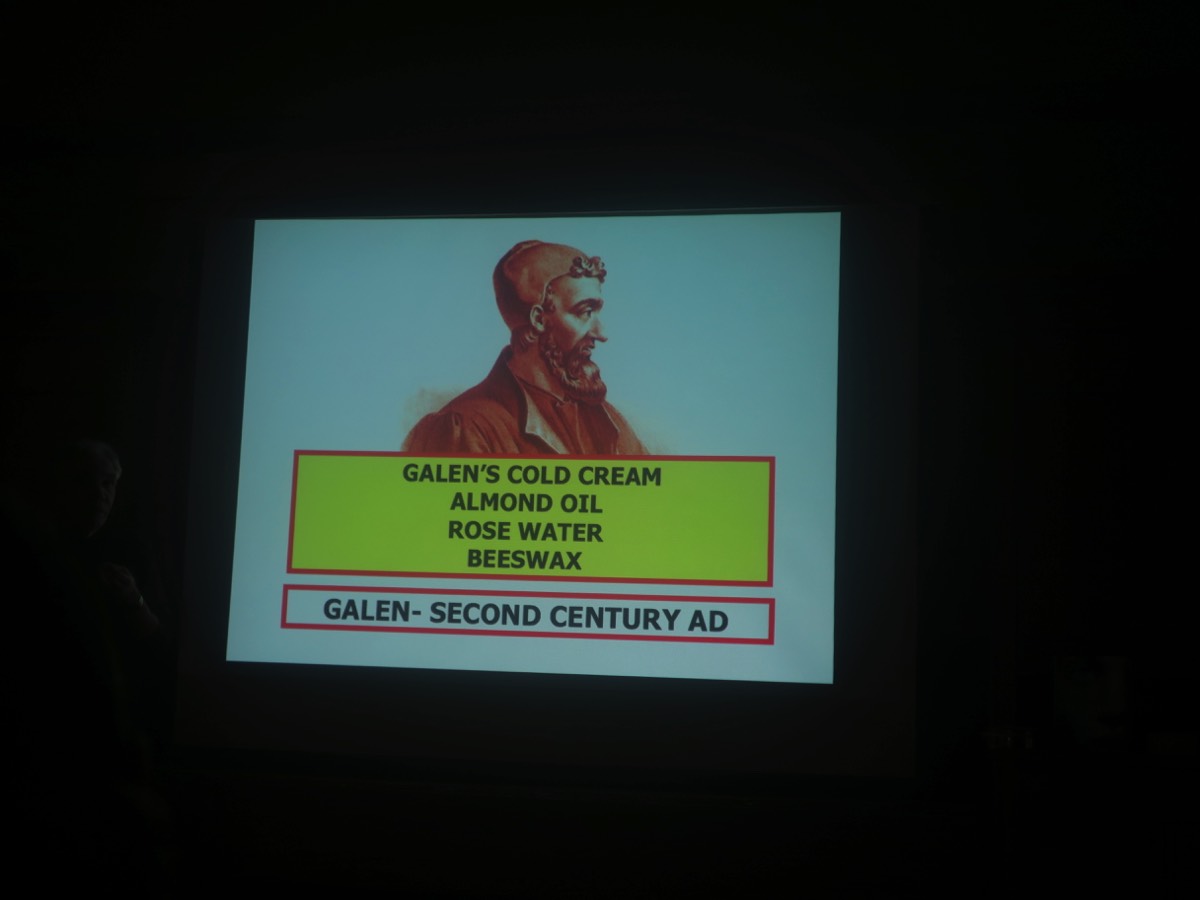 GALEN'S COLD CREAM
ALMOND OIL
ROSE WATER
BEESWAX
GALEN- SECOND CENTURY AD